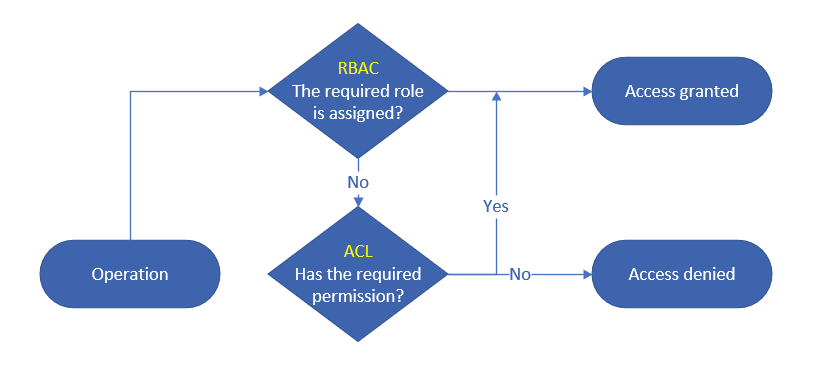 RBAC
The required role
is assigned?
Access granted
No
Yes
ACL
Has the required
permission?
Operation
No
Access denied